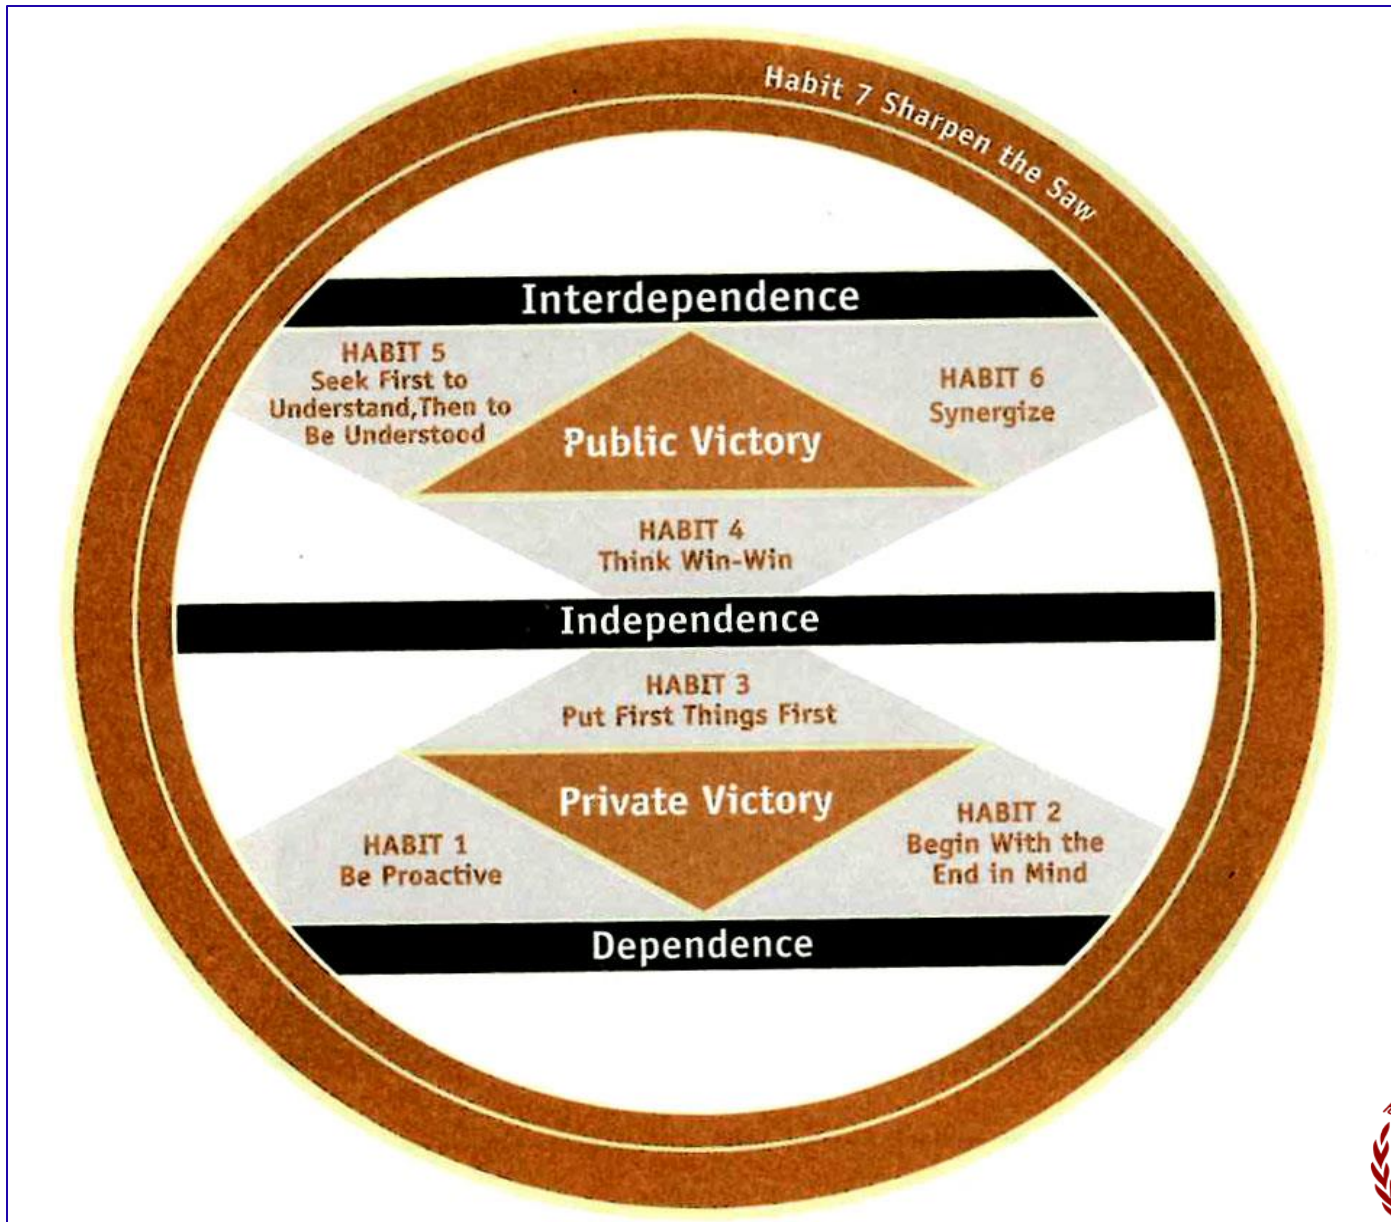 Habit 7 Sharpen the Saw
Interdependence
HABIT 5
Seek First to
Understand,Then to
Be Understood
HABIT 6
Synergize
Public Victory
HABIT 4
Think Win-Win
Independence
HABIT 3
Put First Things First
Private Victory
HABIT 1
Be Proactive
HABIT 2
Begin With the
End in Mind
Dependence